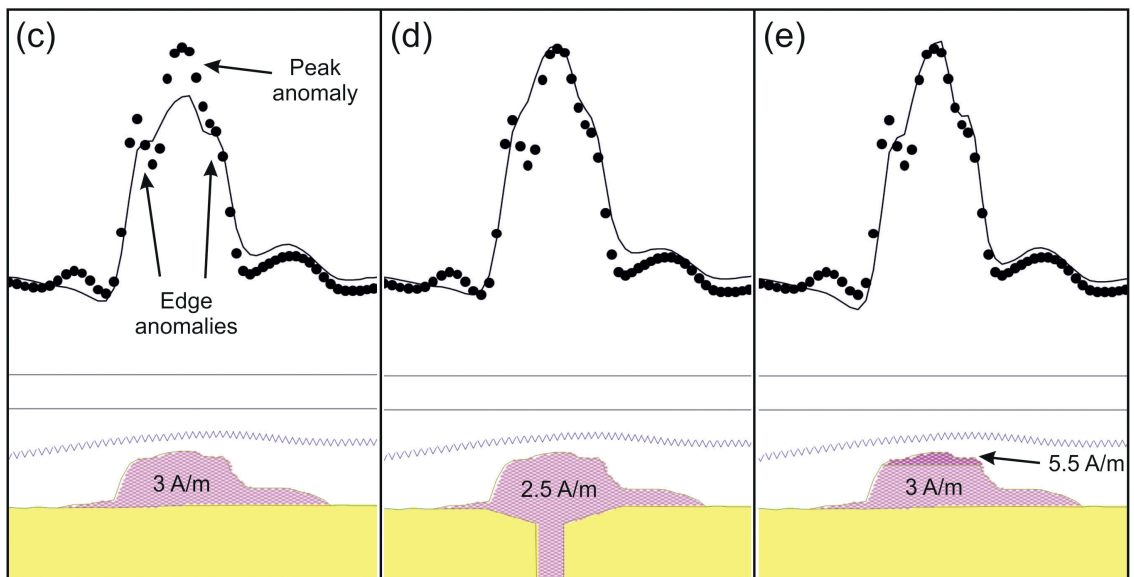 (c)
Peak
anomaly
Edge
anomalies
3 A/m
(d)
2.5 A/m
(e)
5.5 A/m
3 A/m